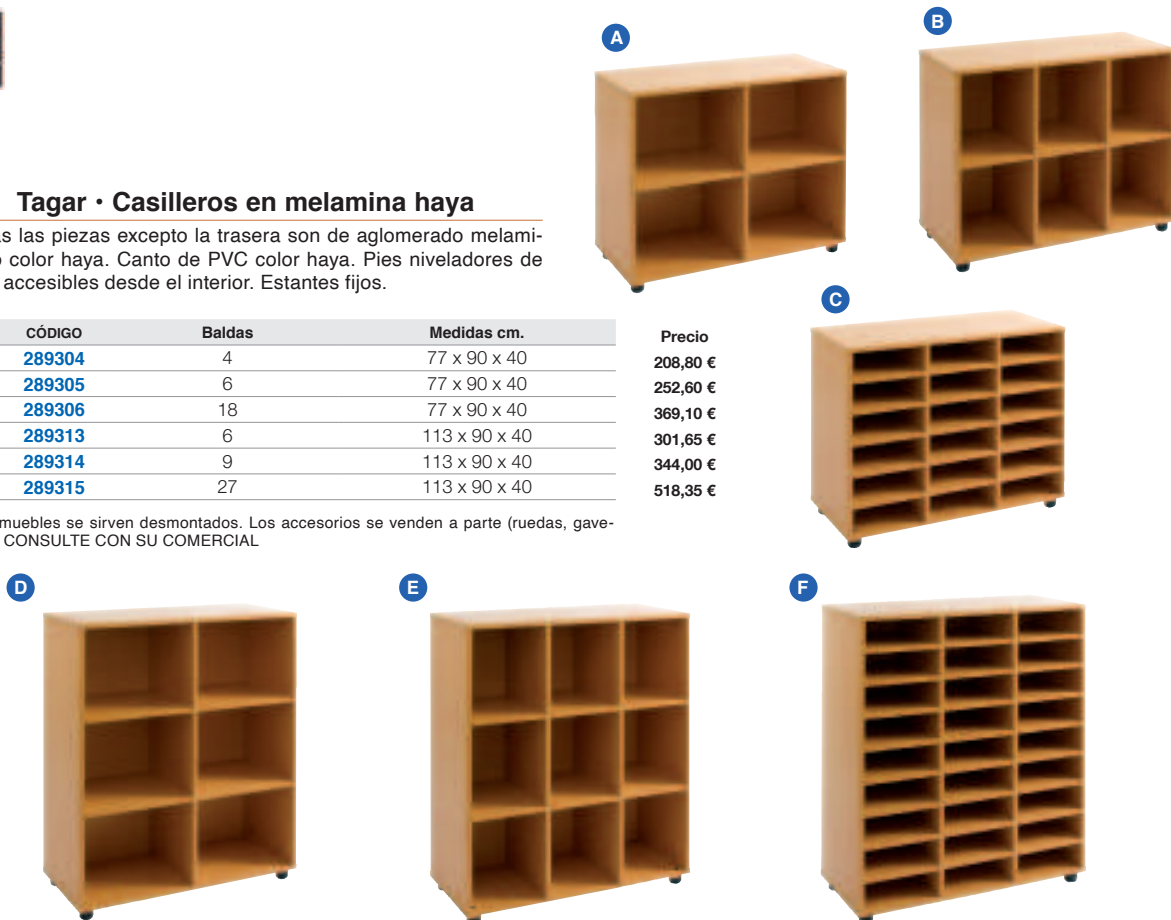 A
B
Tagar • Casilleros en melamina haya
las piezas excepto la trasera son de aglomerado melami-
color haya. Canto de PVC color haya. Pies niveladores de
accesibles desde el interior. Estantes fijos.
C
CÓDIGO Baldas Medidas cm. Precio
289304 4 77 x 90 x 40 208,80 €
289305 6 77 x 90 x 40 252,60 €
289306 18 77 x 90 x 40 369,10 €
289313 6 113 x 90 x 40 301,65 €
289314 9 113 x 90 x 40 344,00 €
289315 27 113 x 90 x 40 518,35 €
muebles se sirven desmontados. Los accesorios se venden a parte (ruedas, gave-
CONSULTE CON SU COMERCIAL
D
E
F